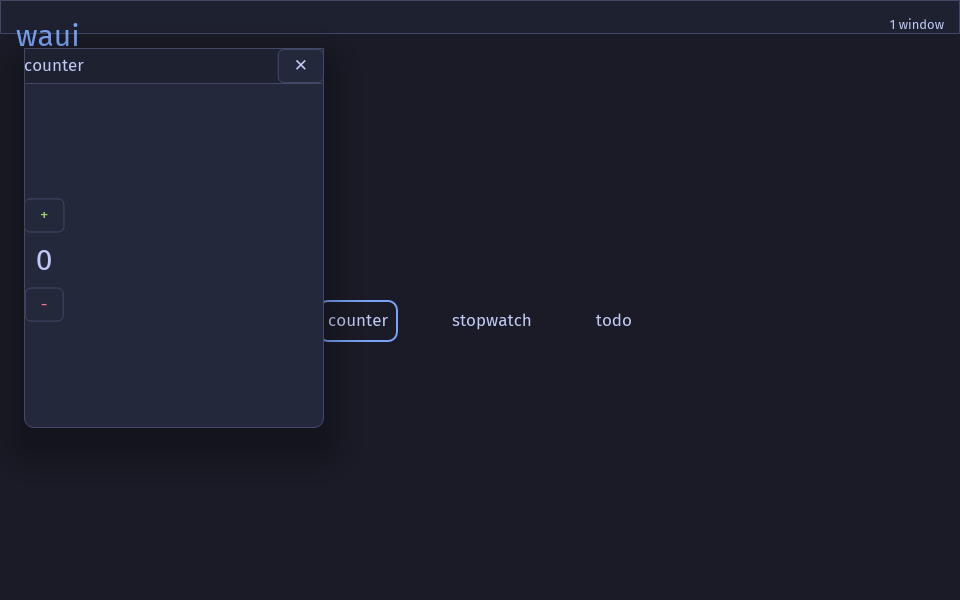 waui
1 window
counter
✕
+
0
-
counter
stopwatch
todo